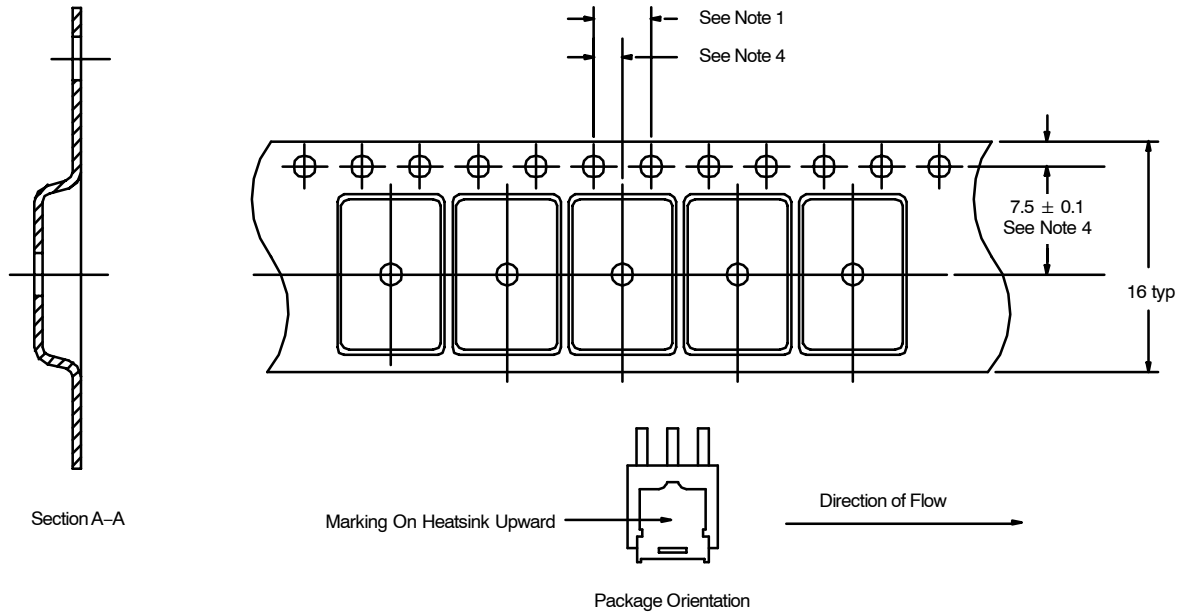 See Note 1
See Note 4
7.5 ± 0.1
See Note 4
16 typ
Section A–A
Marking On Heatsink Upward
Direction of Flow
Package Orientation